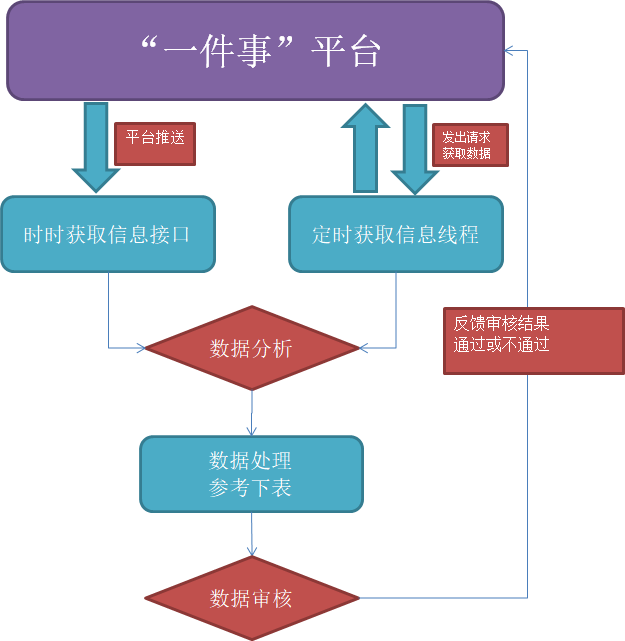 “一件事”平台
平台推送
发出请求
获取数据
时时获取信息接口
定时获取信息线程
反馈审核结果
通过或不通过
数据分析
数据处理
参考下表
数据审核